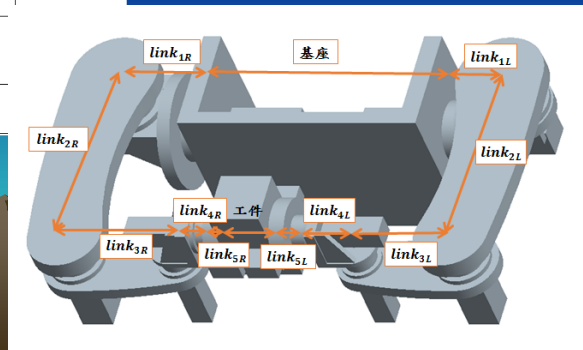 link1R
基座
link1L
link2R
link2L
link4R
工件
link4L
link3R
link5R
link5L
link3L